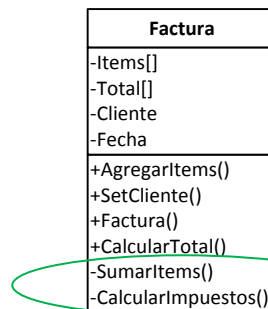 Factura
-Items[]
-Total[]
-Cliente
-Fecha
+AgregarItems()
+SetCliente()
+Factura()
+CalcularTotal()
-SumarItems()
-CalcularImpuestos()